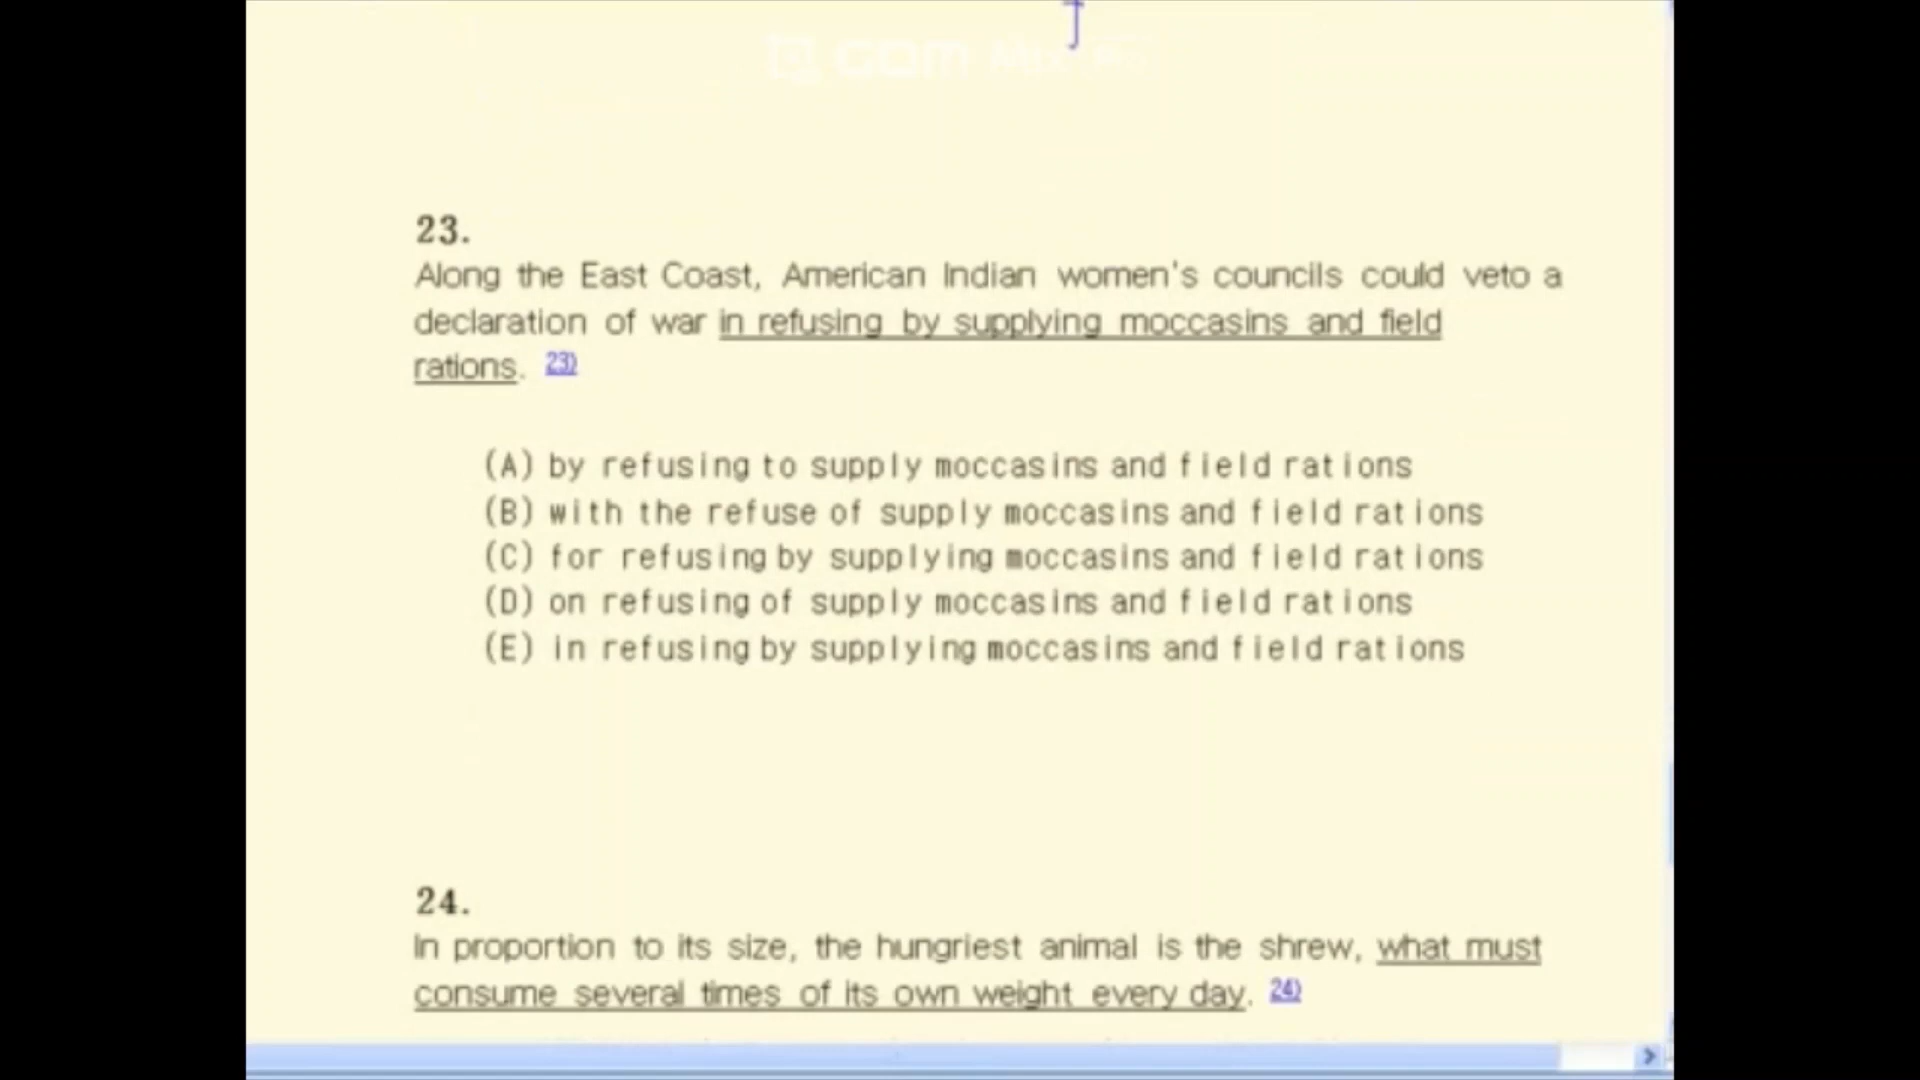 23.
Along the East Coast, American Indian women's councils could veto a
declaration of war in refusing by supplying moccasins and field
rations. 23)
(A) by refusing to supply moccasins and field rations
(B) with the refuse of supply moccasins and field rations
(C) for refusing by supplying moccasins and field rations
(D) on refusing of supply moccasins and field rations
(E) in refusing by supplying moccasins and field rations
24.
In proportion to its size, the hungriest animal is the shrew, what must
consume several times of its own weight every day. 24)